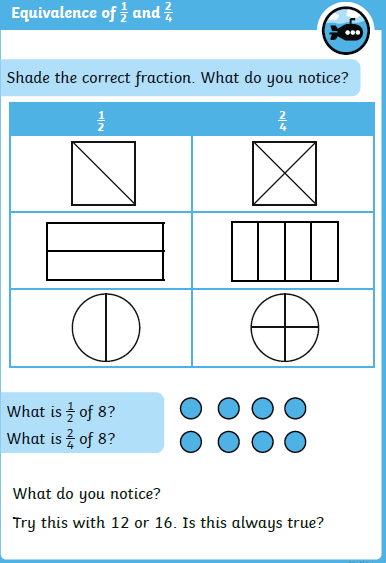 Equivalence of 1/2 and 2/4
Shade the correct fraction. What do you notice?
1/2 2/4
What is 1/2 of 8?
What is 2/4 of 8?
What do you notice?
Try this with 12 or 16. Is this always true?